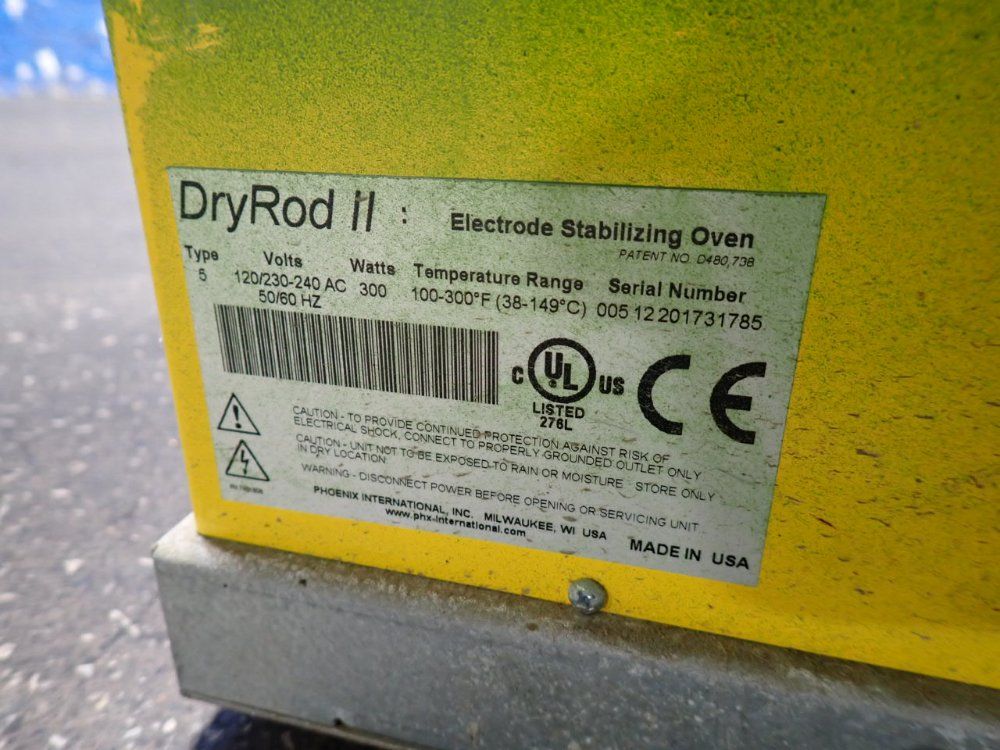 DryRod II :
Electrode Stabilizing Oven
PATENT NO. D480,738
Type Volts Watts Temperature Range Serial Number
5 120/230-240 AC 300 100-300°F (38-149°C) 005 12 201731785
50/60 HZ
C UL US
LISTED
276L
CE
CAUTION - TO PROVIDE CONTINUED PROTECTION AGAINST RISK OF
ELECTRICAL SHOCK, CONNECT TO PROPERLY GROUNDED OUTLET ONLY
CAUTION - UNIT NOT TO BE EXPOSED TO RAIN OR MOISTURE STORE ONLY
IN DRY LOCATION
WARNING - DISCONNECT POWER BEFORE OPENING OR SERVICING UNIT
PHOENIX INTERNATIONAL, INC. MILWAUKEE, WI USA
www.phx-international.com
MADE IN USA